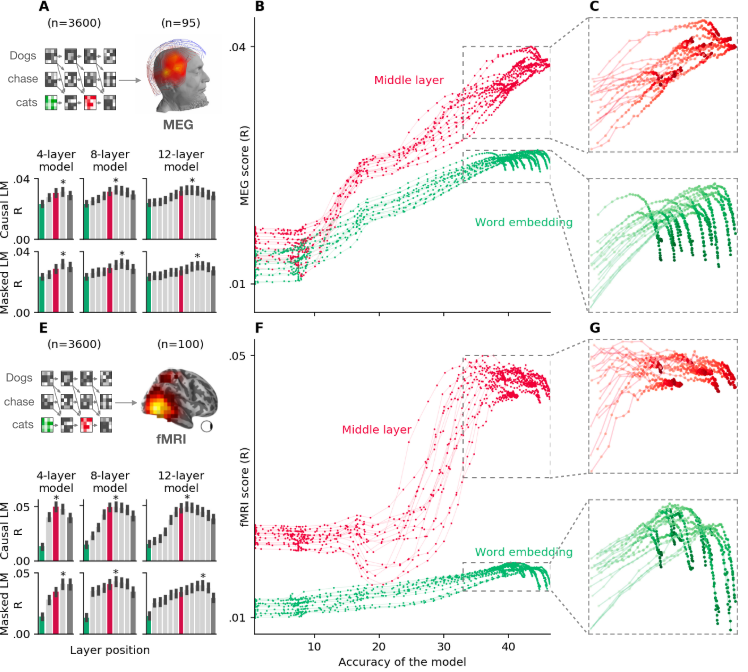 A
(n=3600)
(n=95)
Dogs
chase
cats
MEG
4-layer model
8-layer model
12-layer model
.04
Causal LM
R
.00
*
*
*
.04
Masked LM
R
.00
*
*
*
B
.04
MEG score (R)
.01
Middle layer
Word embedding
C
E
(n=3600)
(n=100)
Dogs
chase
cats
fMRI
4-layer model
8-layer model
12-layer model
.05
Causal LM
R
.01
*
*
*
.05
Masked LM
R
.01
*
*
*
Layer position
F
.05
fMRI score (R)
.01
Middle layer
Word embedding
10
20
30
40
Accuracy of the model
G